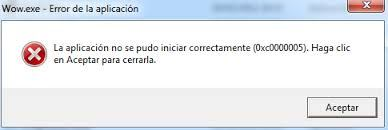 Wow.exe - Error de la aplicación
La aplicación no se pudo iniciar correctamente (0xc0000005). Haga clic
en Aceptar para cerrarla.
Aceptar